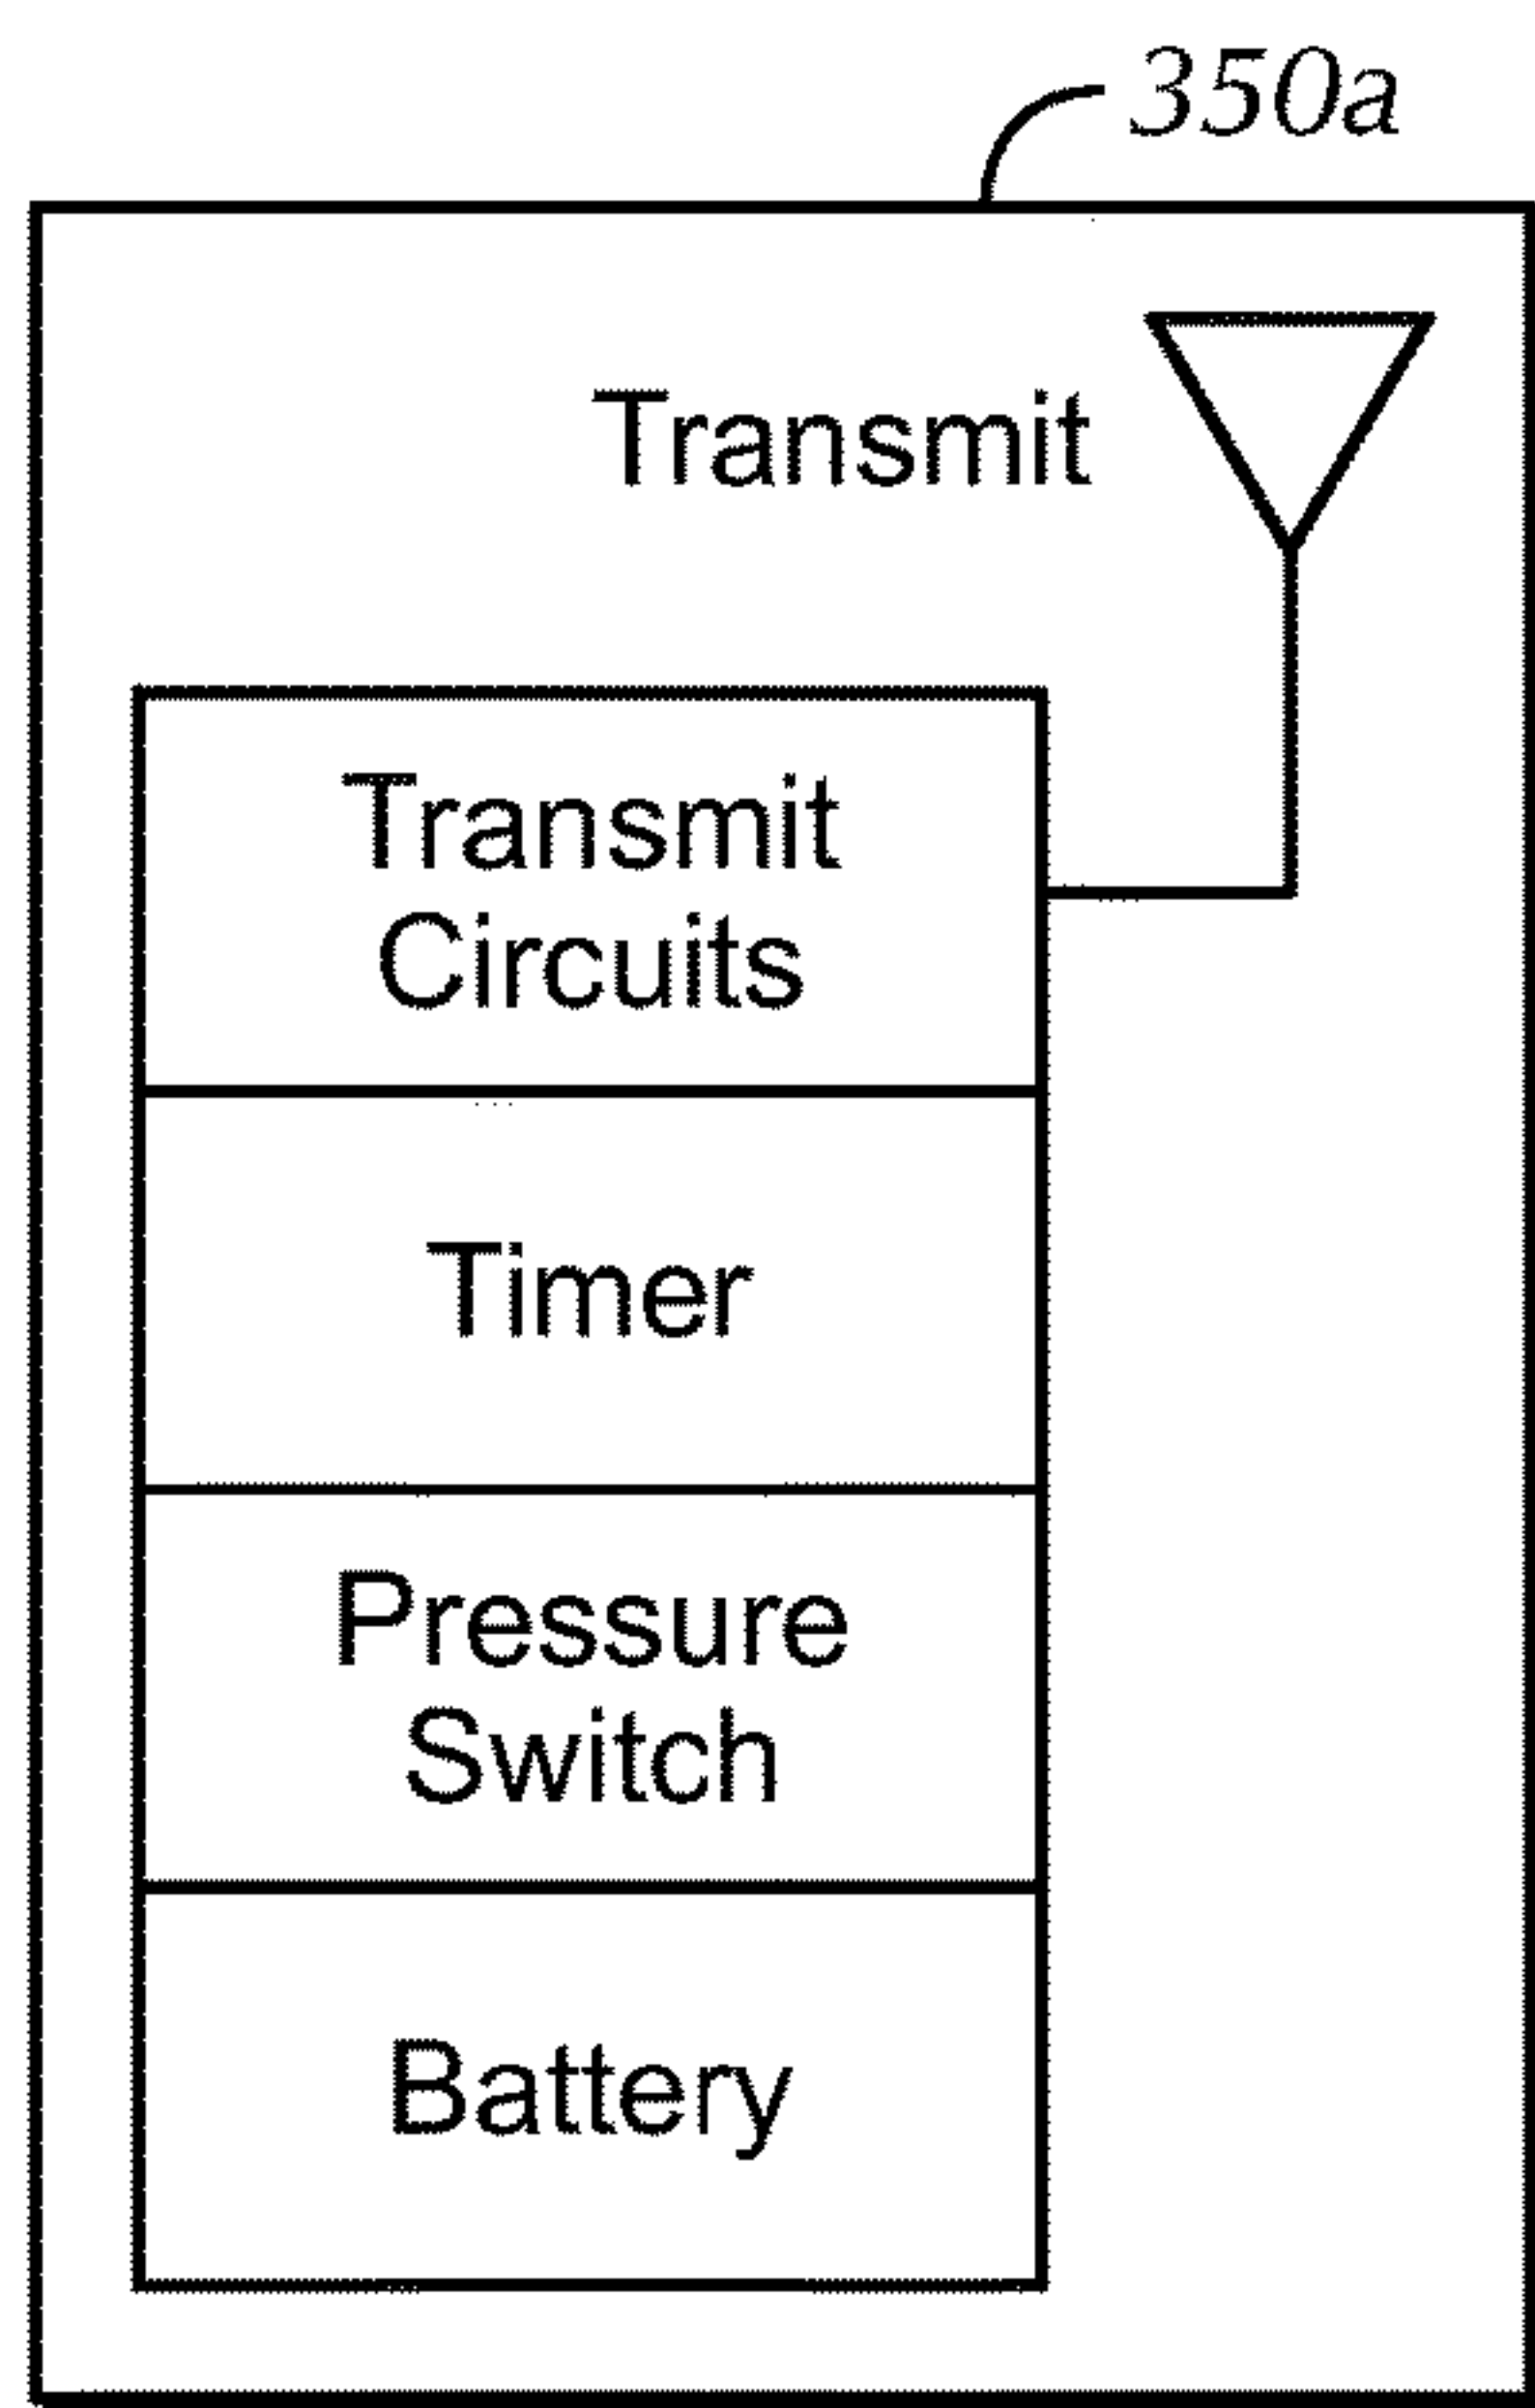 350a
Transmit
Transmit
Circuits
Timer
Pressure
Switch
Battery